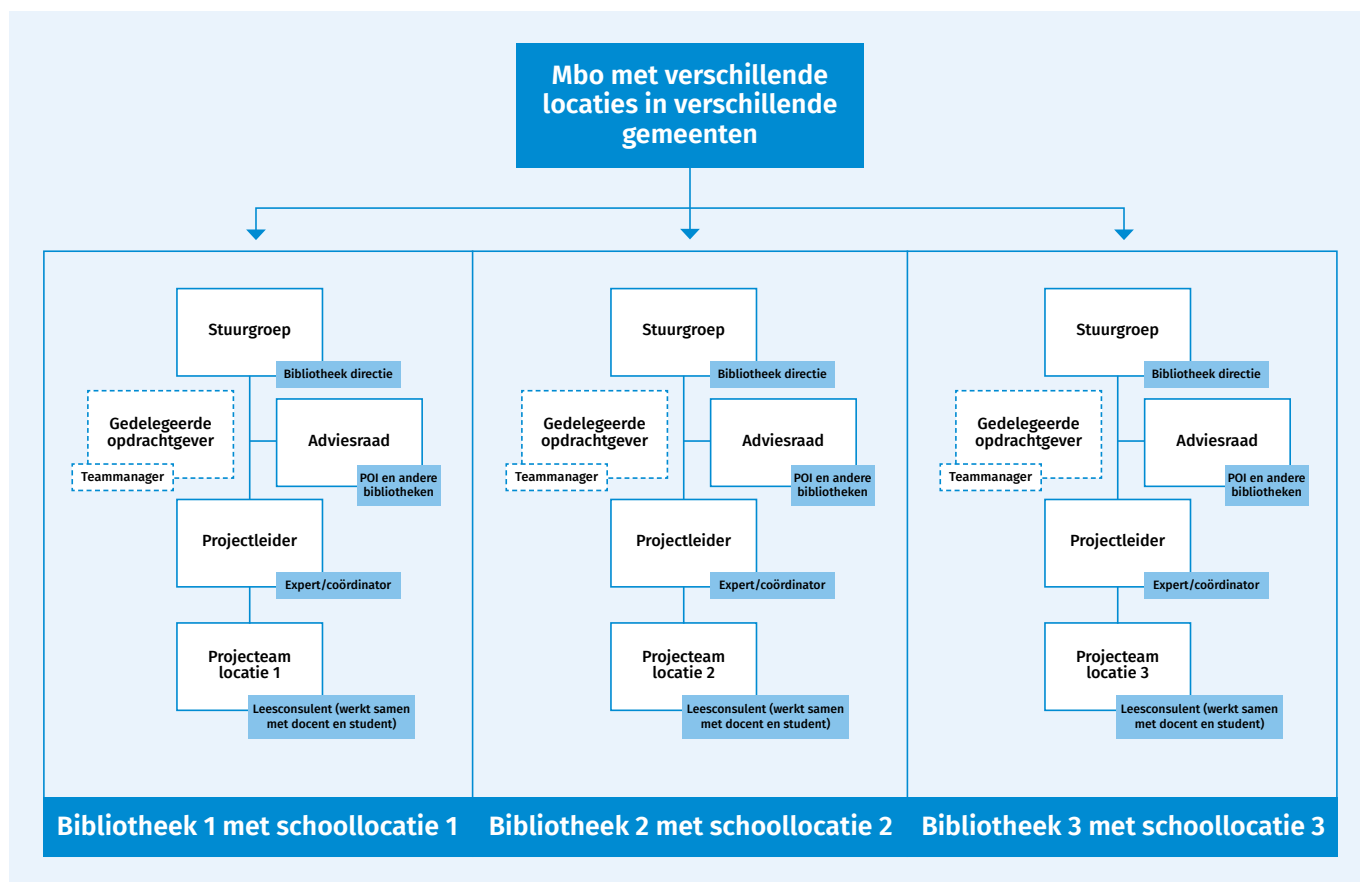 Mbo met verschillende
locaties in verschillende
gemeenten
Stuurgroep
Bibliotheek directie
Gedelegeerde
opdrachtgever
Teammanager
Adviesraad
POI en andere
bibliotheken
Projectleider
Expert/coördinator
Projecteam
locatie 1
Leesconsulent (werkt samen
met docent en student)
Bibliotheek 1 met schoollocatie 1
Stuurgroep
Bibliotheek directie
Gedelegeerde
opdrachtgever
Teammanager
Adviesraad
POI en andere
bibliotheken
Projectleider
Expert/coördinator
Projecteam
locatie 2
Leesconsulent (werkt samen
met docent en student)
Bibliotheek 2 met schoollocatie 2
Stuurgroep
Bibliotheek directie
Gedelegeerde
opdrachtgever
Teammanager
Adviesraad
POI en andere
bibliotheken
Projectleider
Expert/coördinator
Projecteam
locatie 3
Leesconsulent (werkt samen
met docent en student)
Bibliotheek 3 met schoollocatie 3